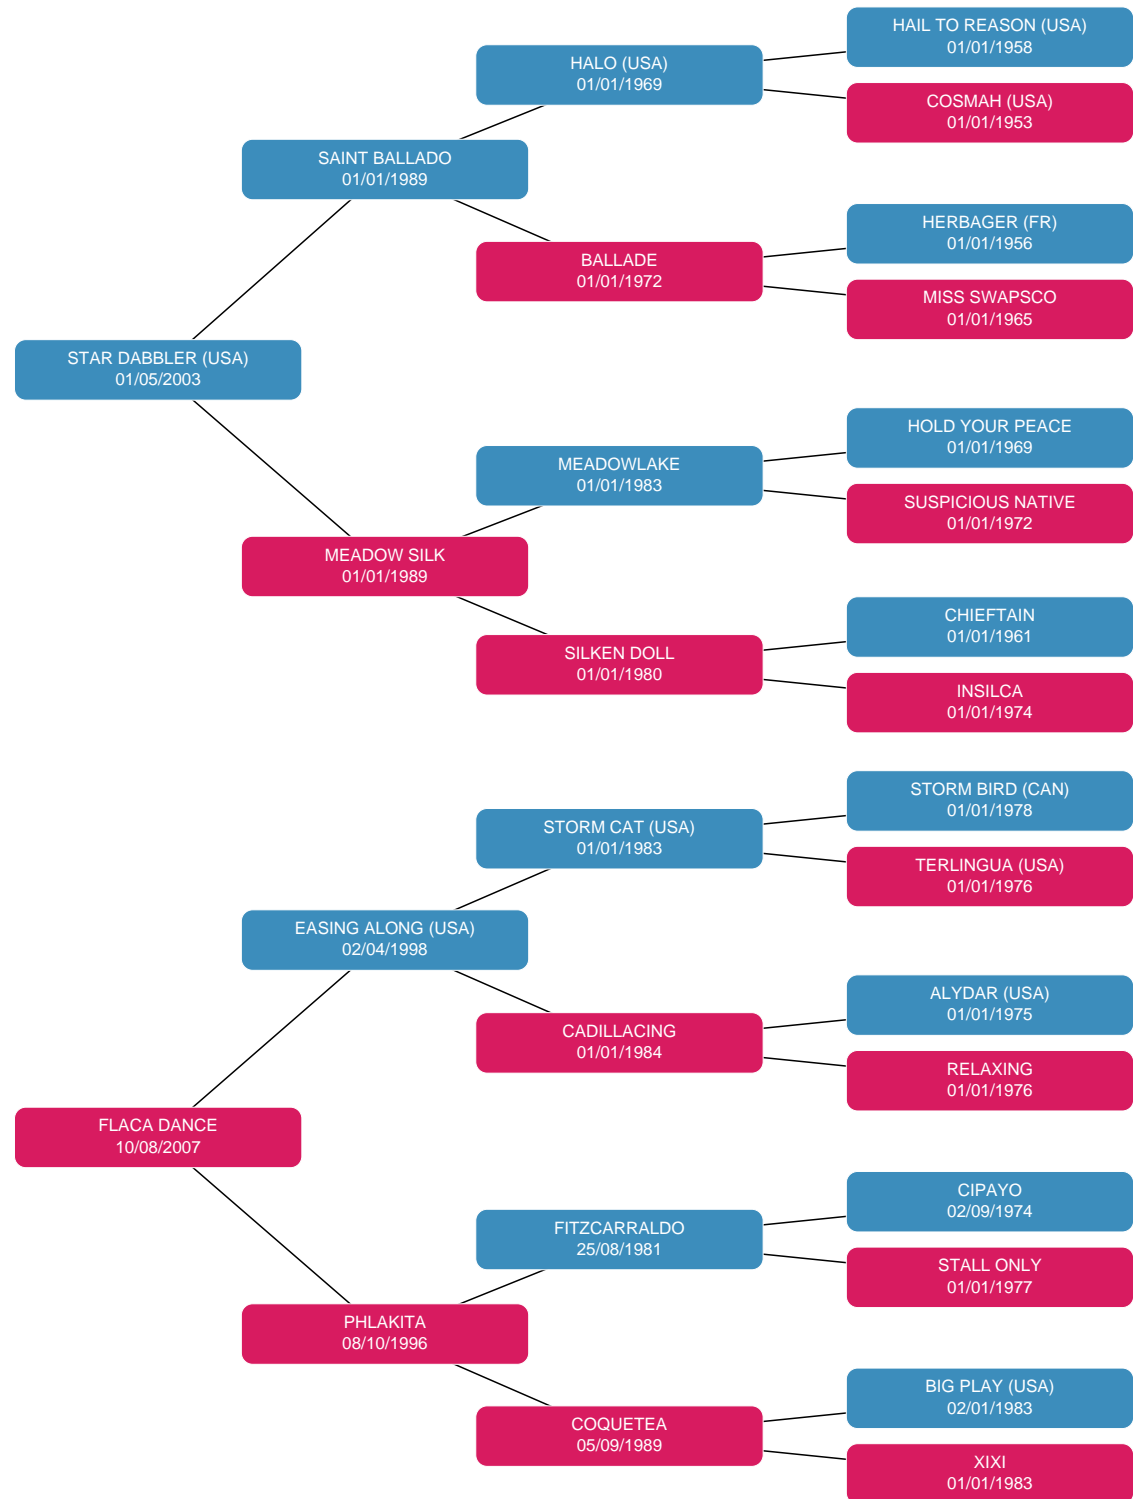 HAIL TO REASON (USA)
01/01/1958
HALO (USA)
01/01/1969
COSMAH (USA)
01/01/1953
SAINT BALLADO
01/01/1989
HERBAGER (FR)
01/01/1956
BALLADE
01/01/1972
MISS SWAPSCO
01/01/1965
STAR DABBLER (USA)
01/05/2003
HOLD YOUR PEACE
01/01/1969
MEADOWLAKE
01/01/1983
SUSPICIOUS NATIVE
01/01/1972
MEADOW SILK
01/01/1989
CHIEFTAIN
01/01/1961
SILKEN DOLL
01/01/1980
INSILCA
01/01/1974
STORM BIRD (CAN)
01/01/1978
STORM CAT (USA)
01/01/1983
TERLINGUA (USA)
01/01/1976
EASING ALONG (USA)
02/04/1998
ALYDAR (USA)
01/01/1975
CADILLACING
01/01/1984
RELAXING
01/01/1976
FLACA DANCE
10/08/2007
CIPAYO
02/09/1974
FITZCARRALDO
25/08/1981
STALL ONLY
01/01/1977
PHLAKITA
08/10/1996
BIG PLAY (USA)
02/01/1983
COQUETEA
05/09/1989
XIXI
01/01/1983